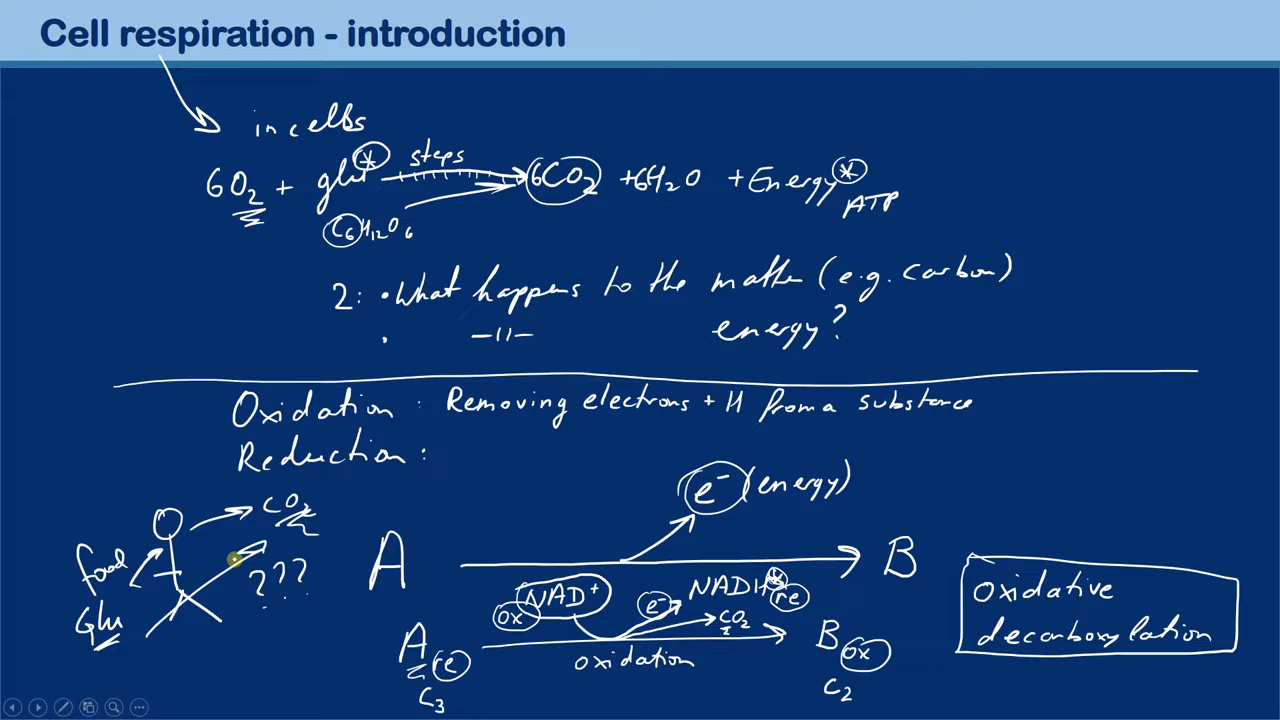 Cell respiration - introduction
in cells
6O2 + glu* steps 6CO2 + 6H2O + Energy*
ATP
C6H12O6
2: • What happens to the matter (e.g. carbon)
• —11— energy?
Oxidation: Removing electrons + H from a substance
Reduction:
e- (energy)
CO2
food
???
Glu
A B
NAD+ NADH* re
ox e- CO2
A re B ox
oxidation
C3 C2
oxidative
decarboxylation